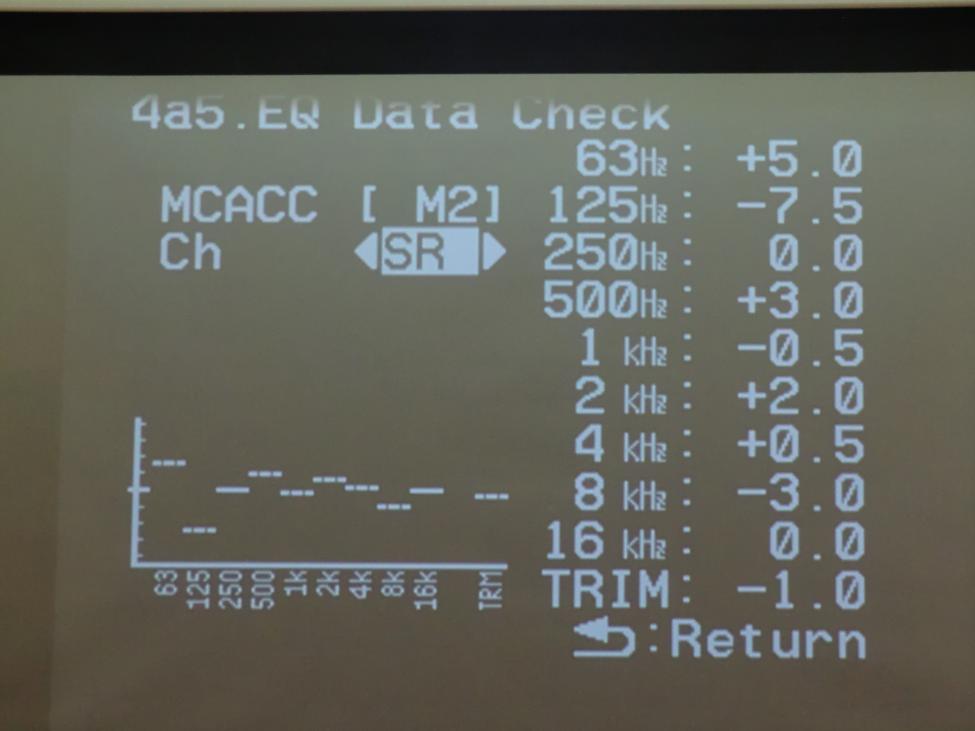 4a5.EQ Data Check
63Hz: +5.0
MCACC [ M2] 125Hz: -7.5
Ch SR 250Hz: 0.0
500Hz: +3.0
1 kHz: -0.5
2 kHz: +2.0
4 kHz: +0.5
8 kHz: -3.0
16 kHz: 0.0
TRIM: -1.0
63 125 250 500 1k 2k 4k 8k 16k TRM
:Return